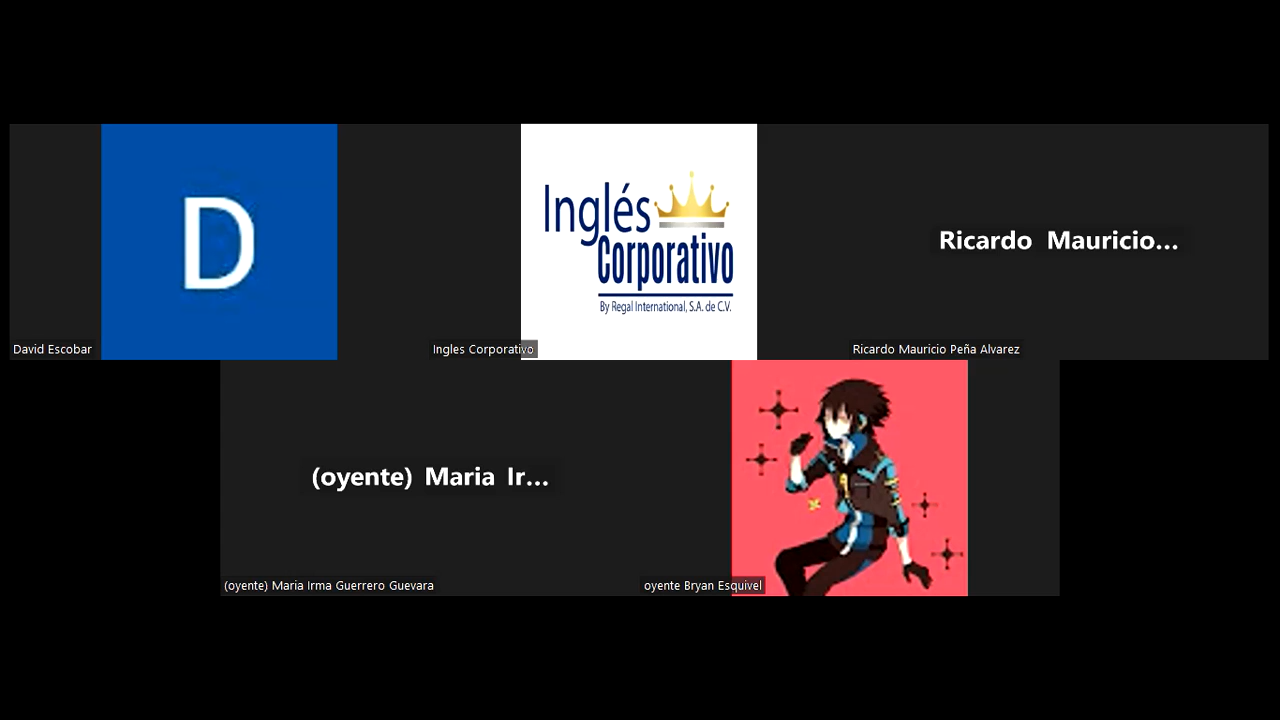 D
David Escobar
Inglés
Corporativo
By Regal International, S.A. de C.V.
Ingles Corporativo
Ricardo Mauricio...
Ricardo Mauricio Peña Alvarez
(oyente) Maria Ir...
(oyente) Maria Irma Guerrero Guevara
oyente Bryan Esquivel